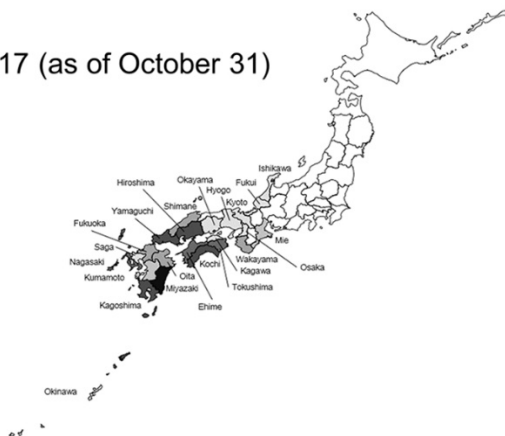 17 (as of October 31)
Ishikawa
Okayama
Fukui
Hiroshima
Hyogo
Kyoto
Shimane
Yamaguchi
Fukuoka
Mie
Saga
Wakayama
Nagasaki
Kochi
Osaka
Kagawa
Kumamoto
Oita
Miyazaki
Tokushima
Kagoshima
Ehime
Okinawa